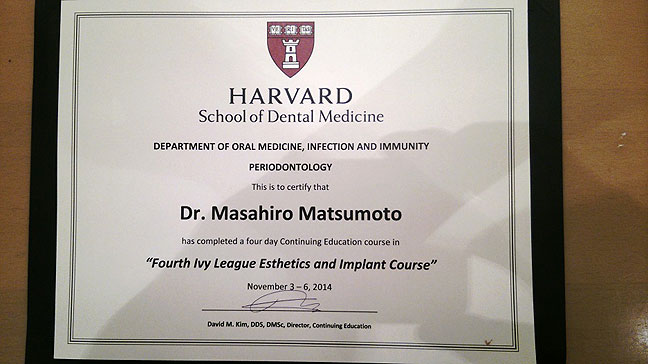 HARVARD
School of Dental Medicine
DEPARTMENT OF ORAL MEDICINE, INFECTION AND IMMUNITY
PERIODONTOLOGY
This is to certify that
Dr. Masahiro Matsumoto
has completed a four day Continuing Education course in
“Fourth Ivy League Esthetics and Implant Course”
November 3 – 6, 2014
David M. Kim, DDS, DMSc, Director, Continuing Education